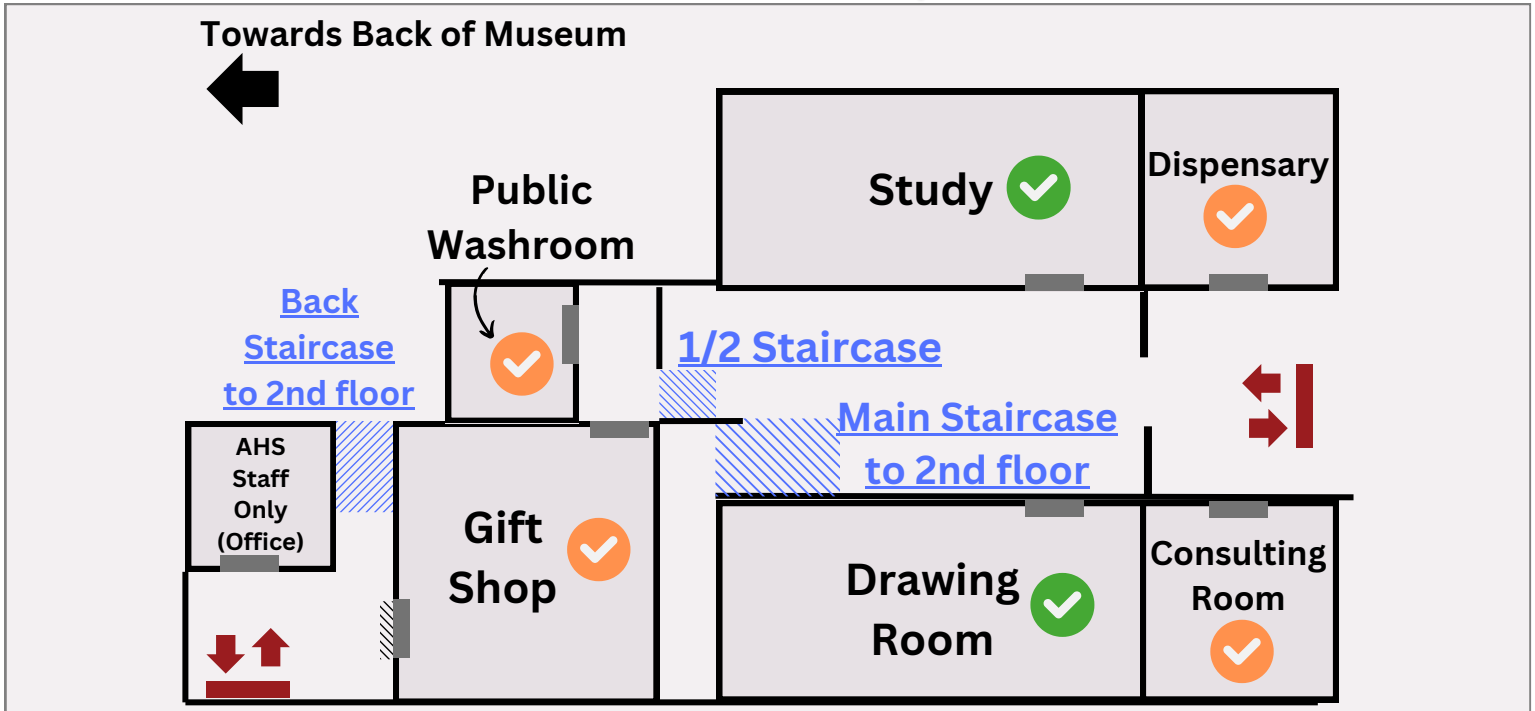 Towards Back of Museum
Study
Dispensary
Public
Washroom
Back
Staircase
to 2nd floor
1/2 Staircase
Main Staircase
to 2nd floor
AHS
Staff
Only
(Office)
Gift
Shop
Drawing
Room
Consulting
Room